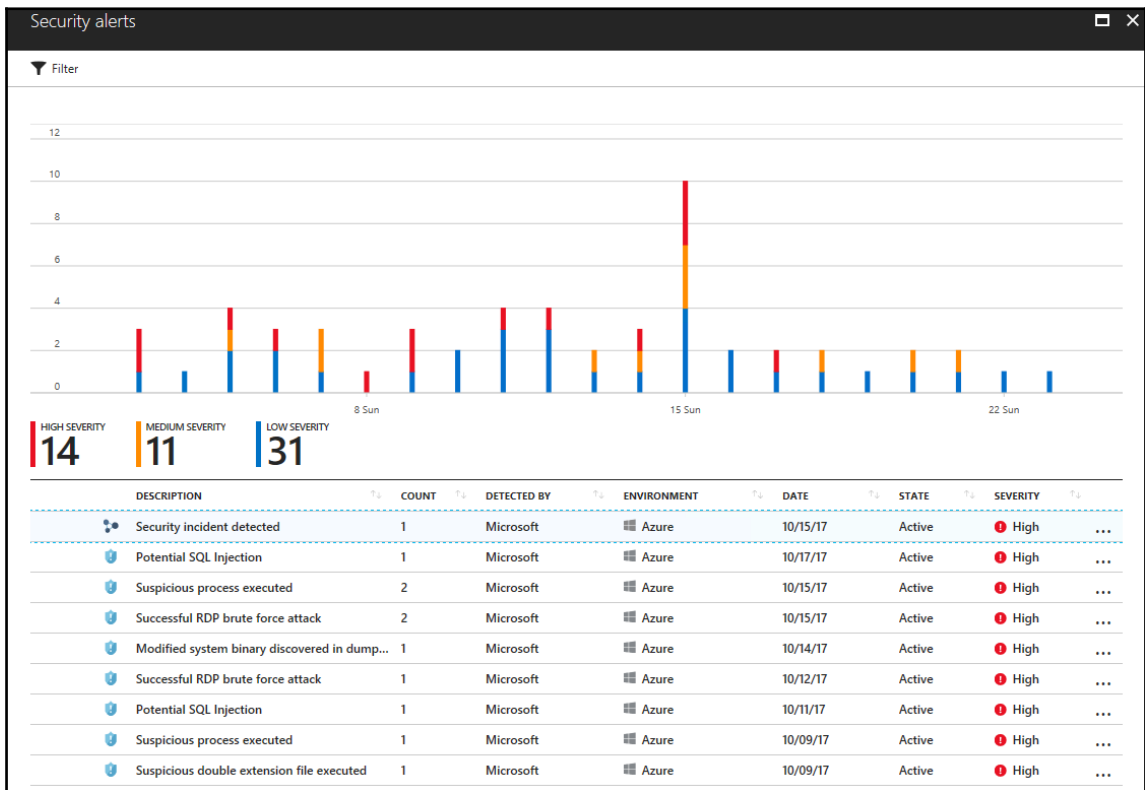 Security alerts
Filter
12
10
8
6
4
2
0
8 Sun 15 Sun 22 Sun
HIGH SEVERITY MEDIUM SEVERITY LOW SEVERITY
14 11 31
DESCRIPTION COUNT DETECTED BY ENVIRONMENT DATE STATE SEVERITY
Security incident detected 1 Microsoft Azure 10/15/17 Active High ...
Potential SQL Injection 1 Microsoft Azure 10/17/17 Active High ...
Suspicious process executed 2 Microsoft Azure 10/15/17 Active High ...
Successful RDP brute force attack 2 Microsoft Azure 10/15/17 Active High ...
Modified system binary discovered in dump... 1 Microsoft Azure 10/14/17 Active High ...
Successful RDP brute force attack 1 Microsoft Azure 10/12/17 Active High ...
Potential SQL Injection 1 Microsoft Azure 10/11/17 Active High ...
Suspicious process executed 1 Microsoft Azure 10/09/17 Active High ...
Suspicious double extension file executed 1 Microsoft Azure 10/09/17 Active High ...